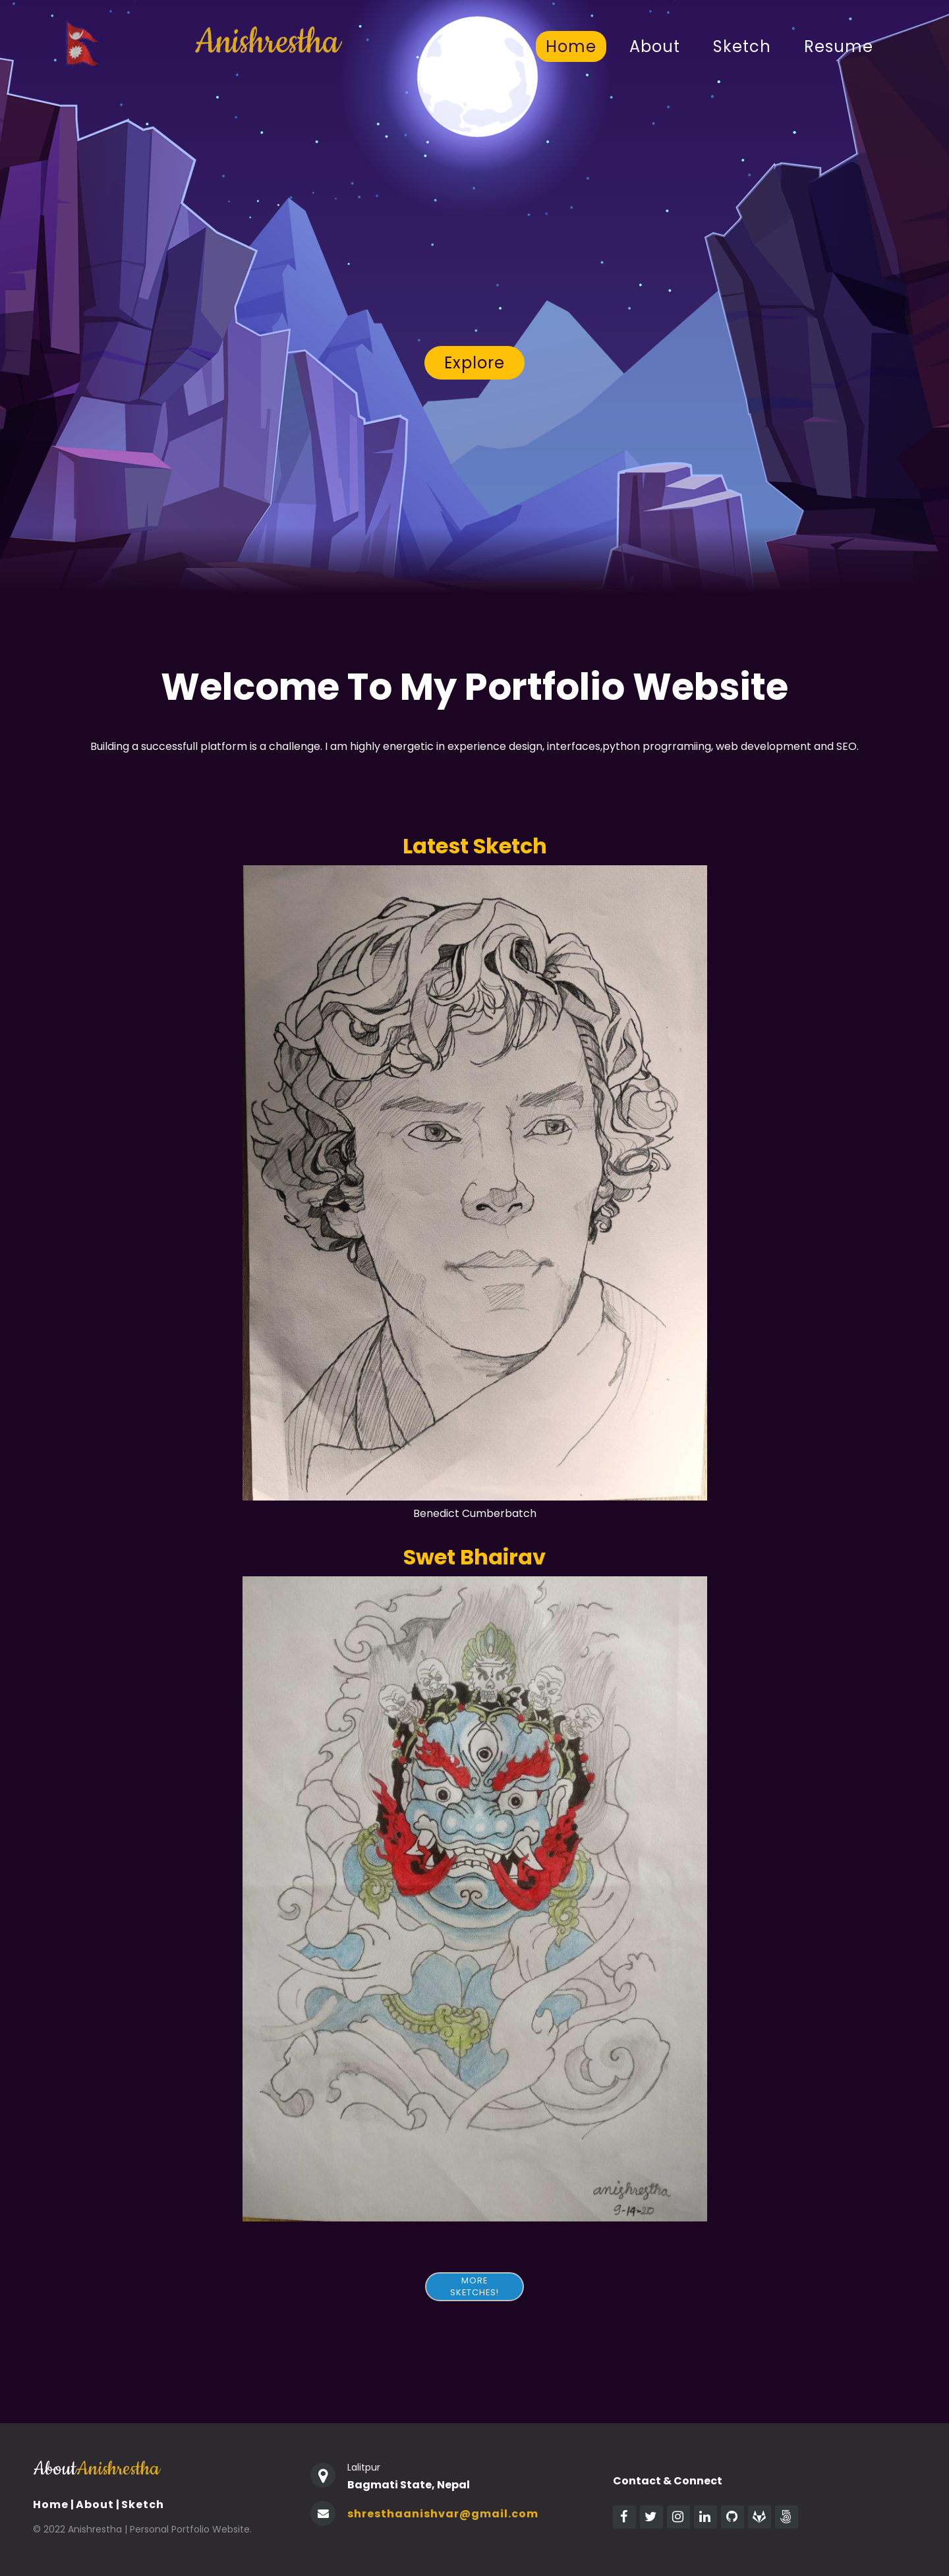 Anishrestha
Home About Sketch Resume
Explore
Welcome To My Portfolio Website
Building a successfull platform is a challenge. I am highly energetic in experience design, interfaces,python progrramiing, web development and SEO.
Latest Sketch
Benedict Cumberbatch
Swet Bhairav
anishrestha
9-14-20
MORE
SKETCHES!
AboutAnishrestha
Home | About | Sketch
© 2022 Anishrestha | Personal Portfolio Website.
Lalitpur
Bagmati State, Nepal
shresthaanishvar@gmail.com
Contact & Connect